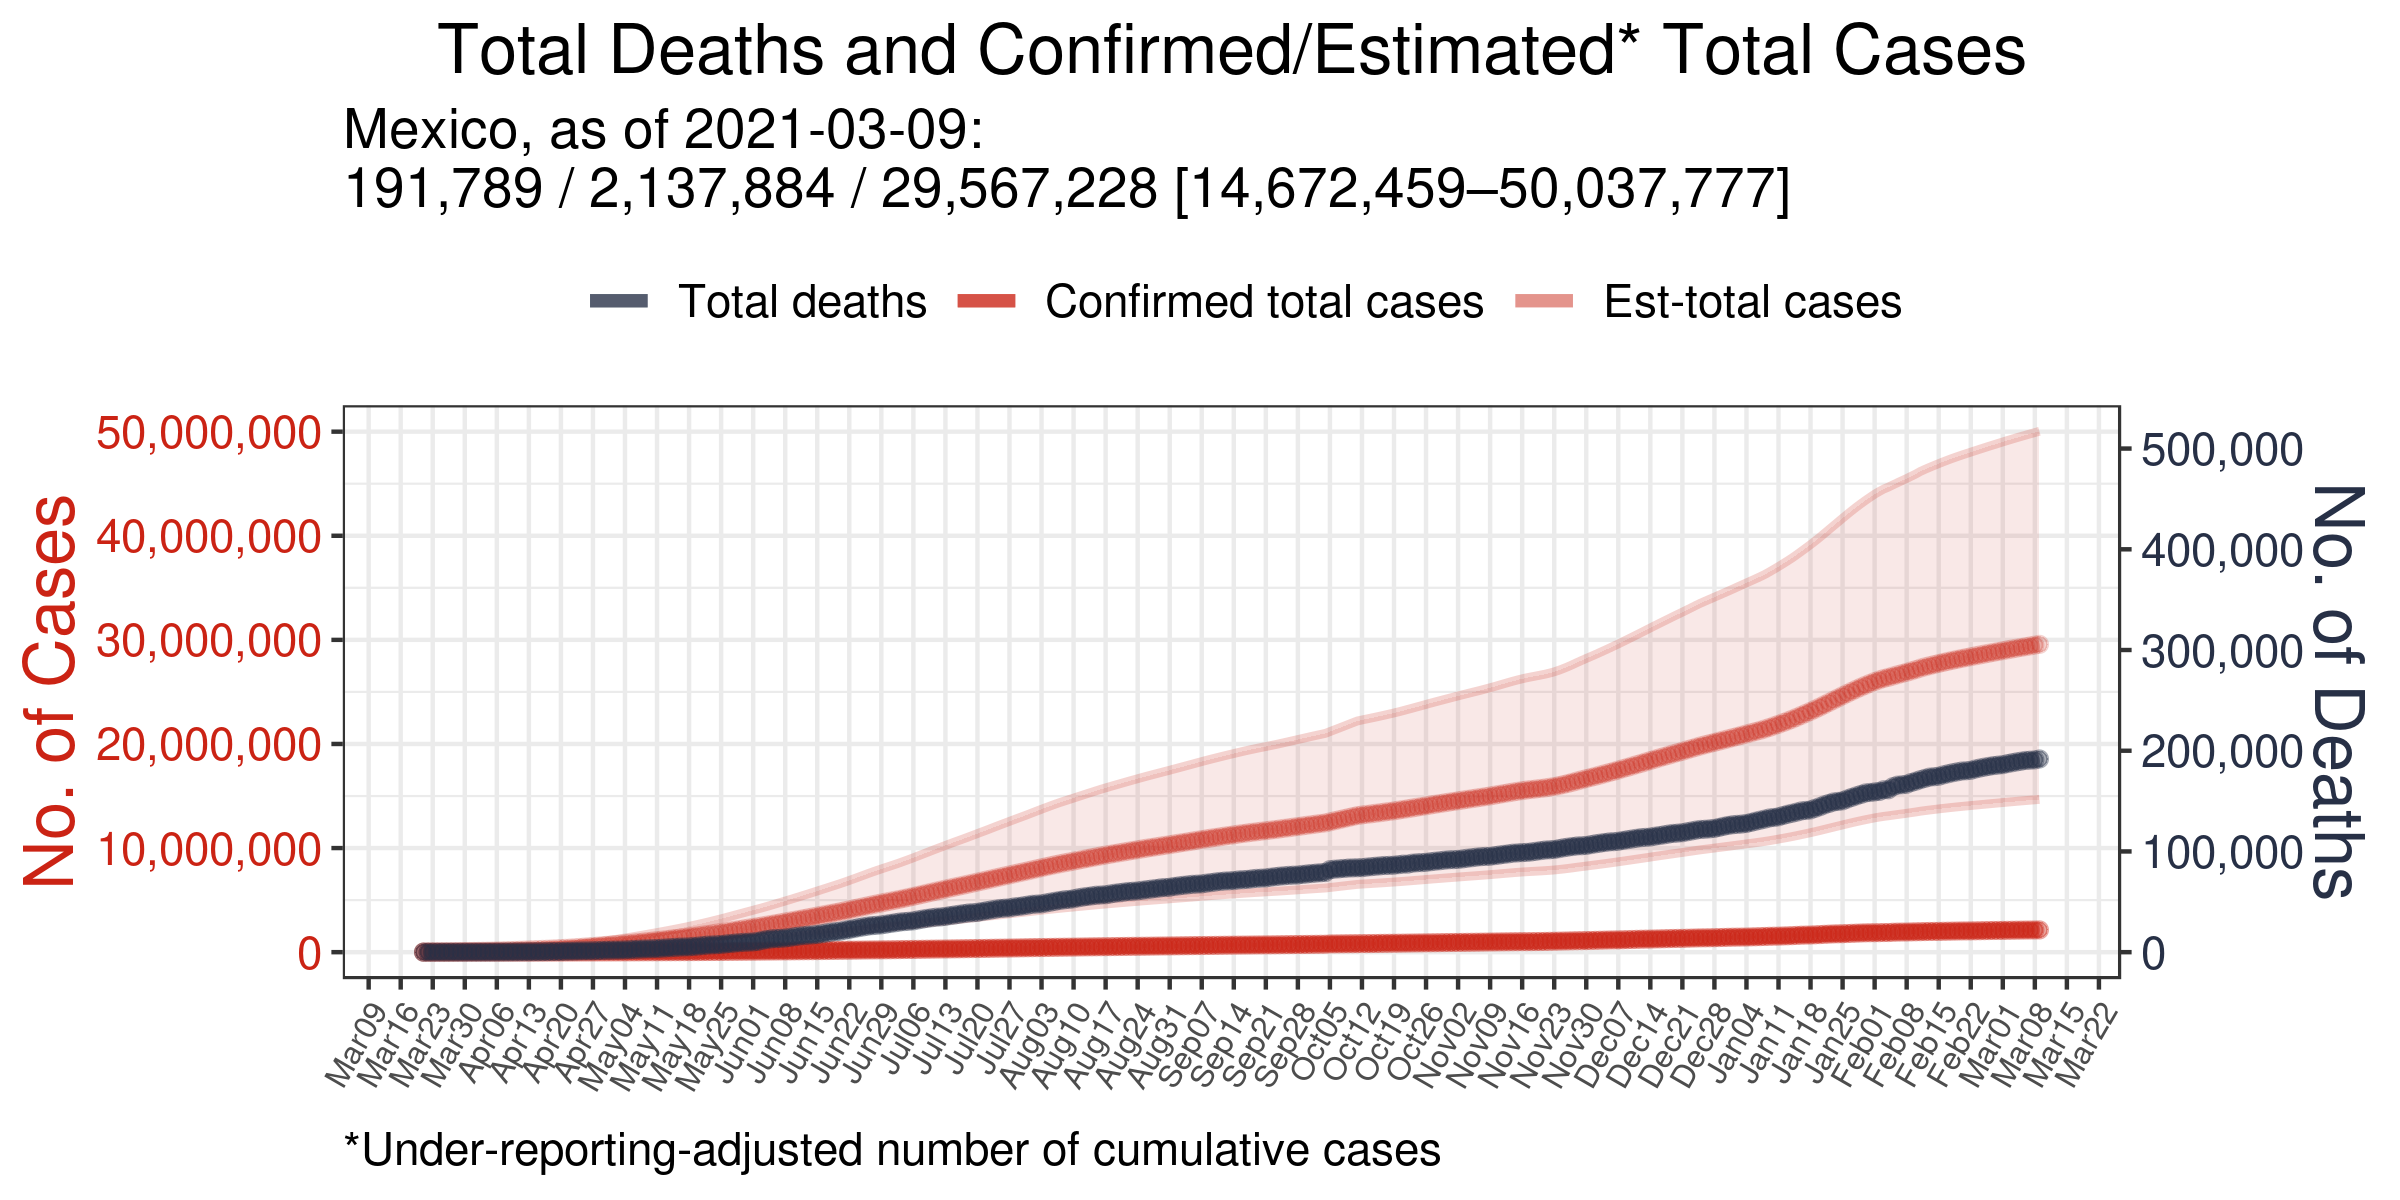 Total Deaths and Confirmed/Estimated* Total Cases
Mexico, as of 2021-03-09:
191,789 / 2,137,884 / 29,567,228 [14,672,459–50,037,777]
Total deaths
Confirmed total cases
Est-total cases
No. of Cases
50,000,000
40,000,000
30,000,000
20,000,000
10,000,000
0
500,000
400,000
300,000
200,000
100,000
0
No. of Deaths
Mar09
Mar16
Mar23
Mar30
Apr06
Apr13
Apr20
Apr27
May04
May11
May18
May25
Jun01
Jun08
Jun15
Jun22
Jun29
Jul06
Jul13
Jul20
Jul27
Aug03
Aug10
Aug17
Aug24
Aug31
Sep07
Sep14
Sep21
Sep28
Oct05
Oct12
Oct19
Oct26
Nov02
Nov09
Nov16
Nov23
Nov30
Dec07
Dec14
Dec21
Dec28
Jan04
Jan11
Jan18
Jan25
Feb01
Feb08
Feb15
Feb22
Mar01
Mar08
Mar15
Mar22
*Under-reporting-adjusted number of cumulative cases